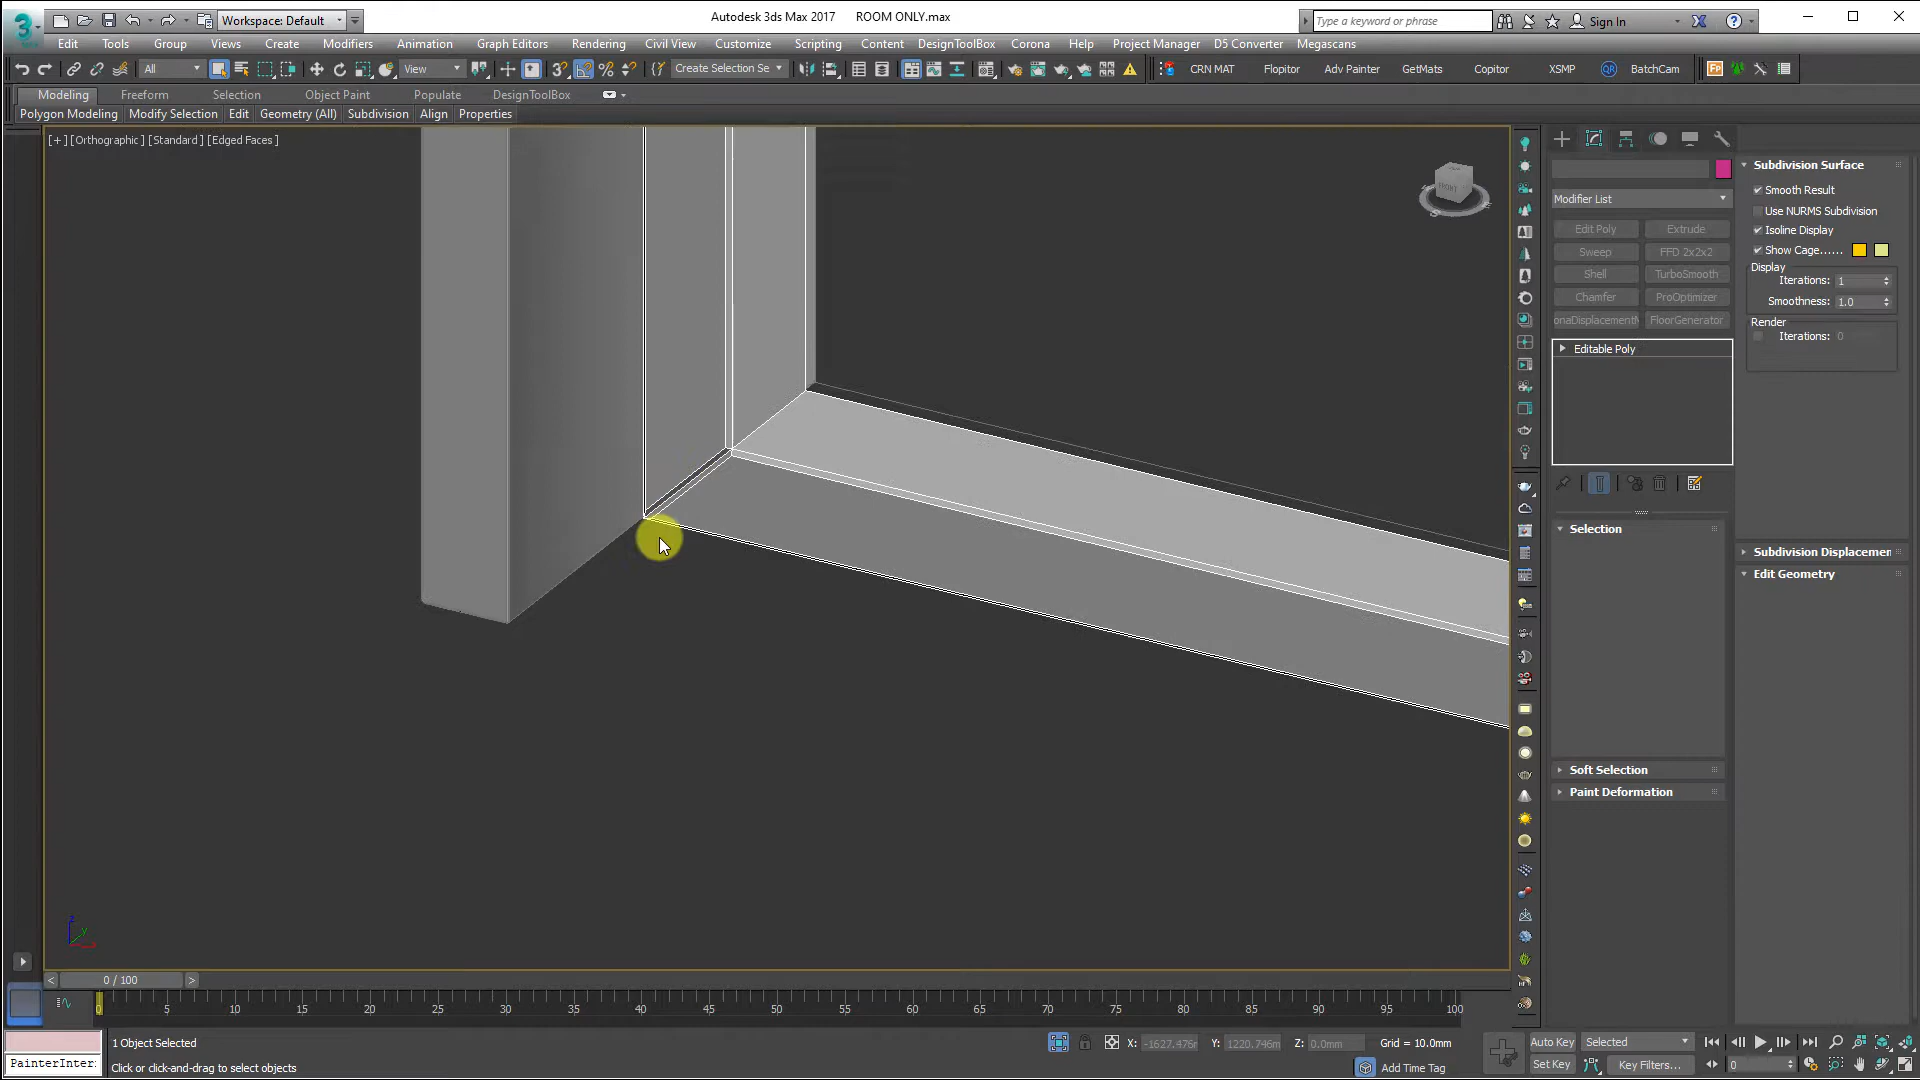 Workspace: Default
Autodesk 3ds Max 2017 ROOM ONLY.max
Type a keyword or phrase
Sign In
Edit Tools Group Views Create Modifiers Animation Graph Editors Rendering Civil View Customize Scripting Content DesignToolBox Corona Help Project Manager D5 Converter Megascans
All
View
Create Selection Se
CRN MAT Flopitor Adv Painter GetMats Copitor XSMP QR BatchCam
Modeling Freeform Selection Object Paint Populate DesignToolBox
Polygon Modeling Modify Selection Edit Geometry (All) Subdivision Align Properties
[+] [Orthographic] [Standard] [Edged Faces]
FRONT
Modifier List
Edit Poly Extrude
Sweep FFD 2x2x2
Shell TurboSmooth
Chamfer ProOptimizer
onaDisplacementM FloorGenerator
Editable Poly
Selection
Soft Selection
Paint Deformation
Subdivision Surface
Smooth Result
Use NURMS Subdivision
Isoline Display
Show Cage......
Display
Iterations: 1
Smoothness: 1.0
Render
Iterations: 0
Subdivision Displacemen
Edit Geometry
z
y
0 / 100
0 5 10 15 20 25 30 35 40 45 50 55 60 65 70 75 80 85 90 95 100
1 Object Selected
X: -1627.476m Y: 1220.746m Z: 0.0mm Grid = 10.0mm
Auto Key Selected
PainterInter:
Click or click-and-drag to select objects
Add Time Tag
Set Key Key Filters... 0